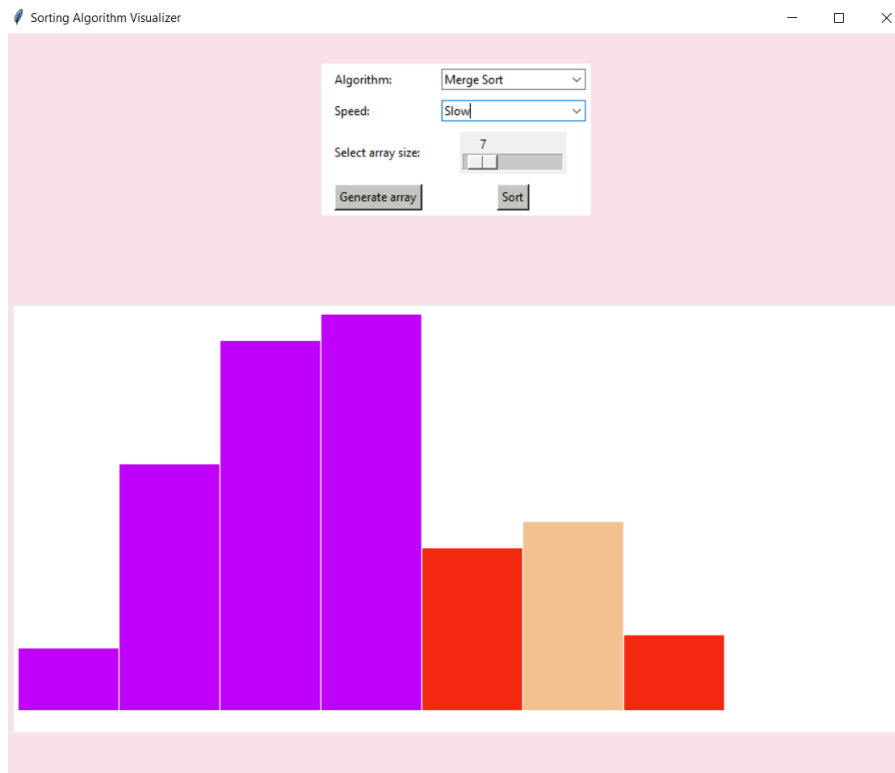 Sorting Algorithm Visualizer
Algorithm: Merge Sort
Speed: Slow
7
Select array size:
Generate array Sort